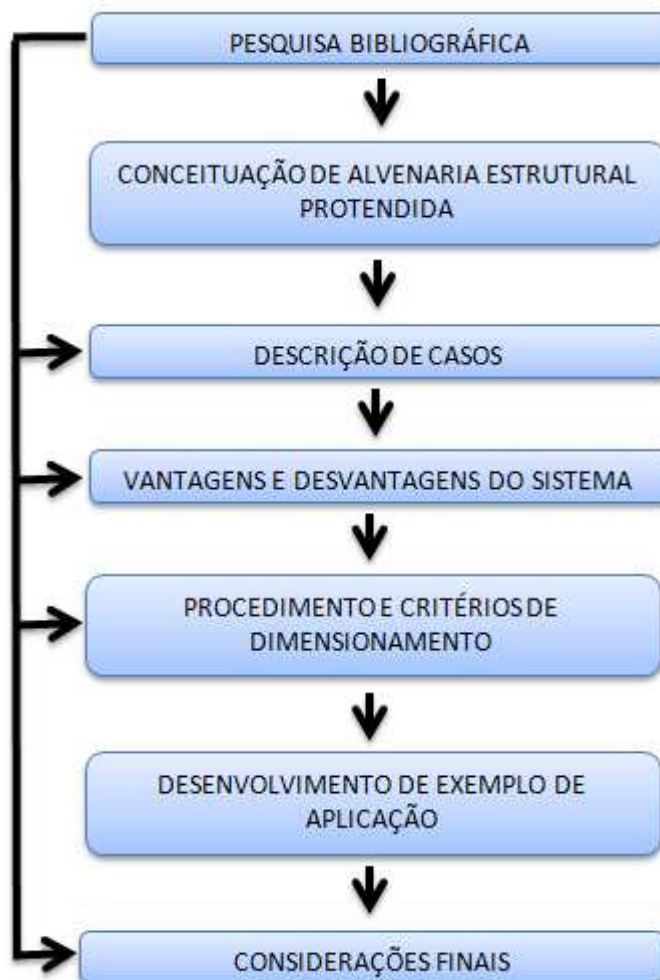 PESQUISA BIBLIOGRÁFICA
CONCEITUAÇÃO DE ALVENARIA ESTRUTURAL
PROTENDIDA
DESCRIÇÃO DE CASOS
VANTAGENS E DESVANTAGENS DO SISTEMA
PROCEDIMENTO E CRITÉRIOS DE
DIMENSIONAMENTO
DESENVOLVIMENTO DE EXEMPLO DE
APLICAÇÃO
CONSIDERAÇÕES FINAIS